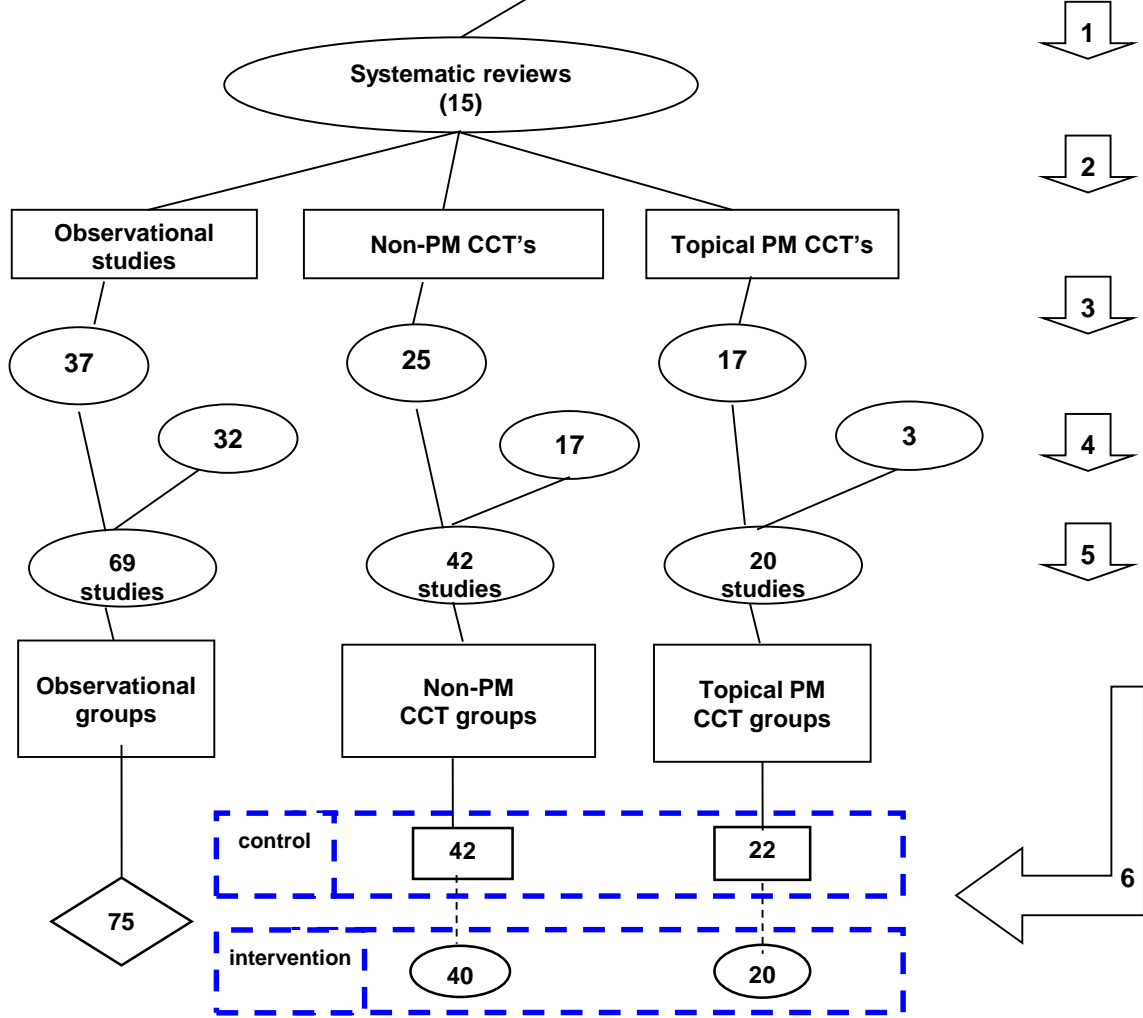 1
Systematic reviews
(15)
2
Observational
studies
Non-PM CCT's
Topical PM CCT's
3
37
25
17
32
17
3
4
69
studies
42
studies
20
studies
5
Observational
groups
Non-PM
CCT groups
Topical PM
CCT groups
control
42
22
6
75
intervention
40
20